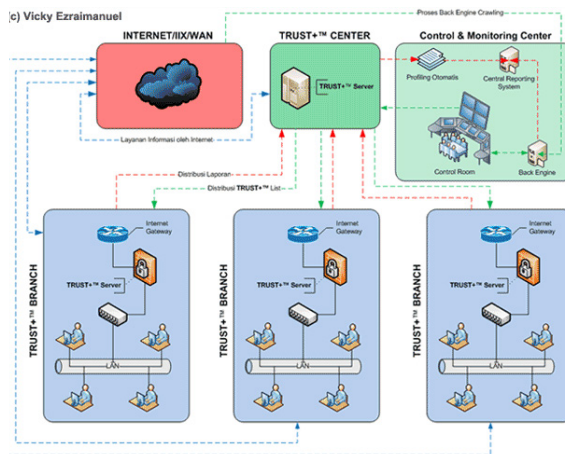 (c) Vicky Ezraimanuel
Proses Back Engine Crawling
INTERNET/IIX/WAN
TRUST+™ CENTER
Control & Monitoring Center
TRUST+™ Server
Profiling Otomatis
Central Reporting
System
Layanan Informasi oleh Internet
Control Room
Back Engine
Distribusi Laporan
Distribusi TRUST+™ List
TRUST+™ BRANCH
Internet
Gateway
TRUST+™ Server
LAN
TRUST+™ BRANCH
Internet
Gateway
TRUST+™ Server
LAN
TRUST+™ BRANCH
Internet
Gateway
TRUST+™ Server
LAN